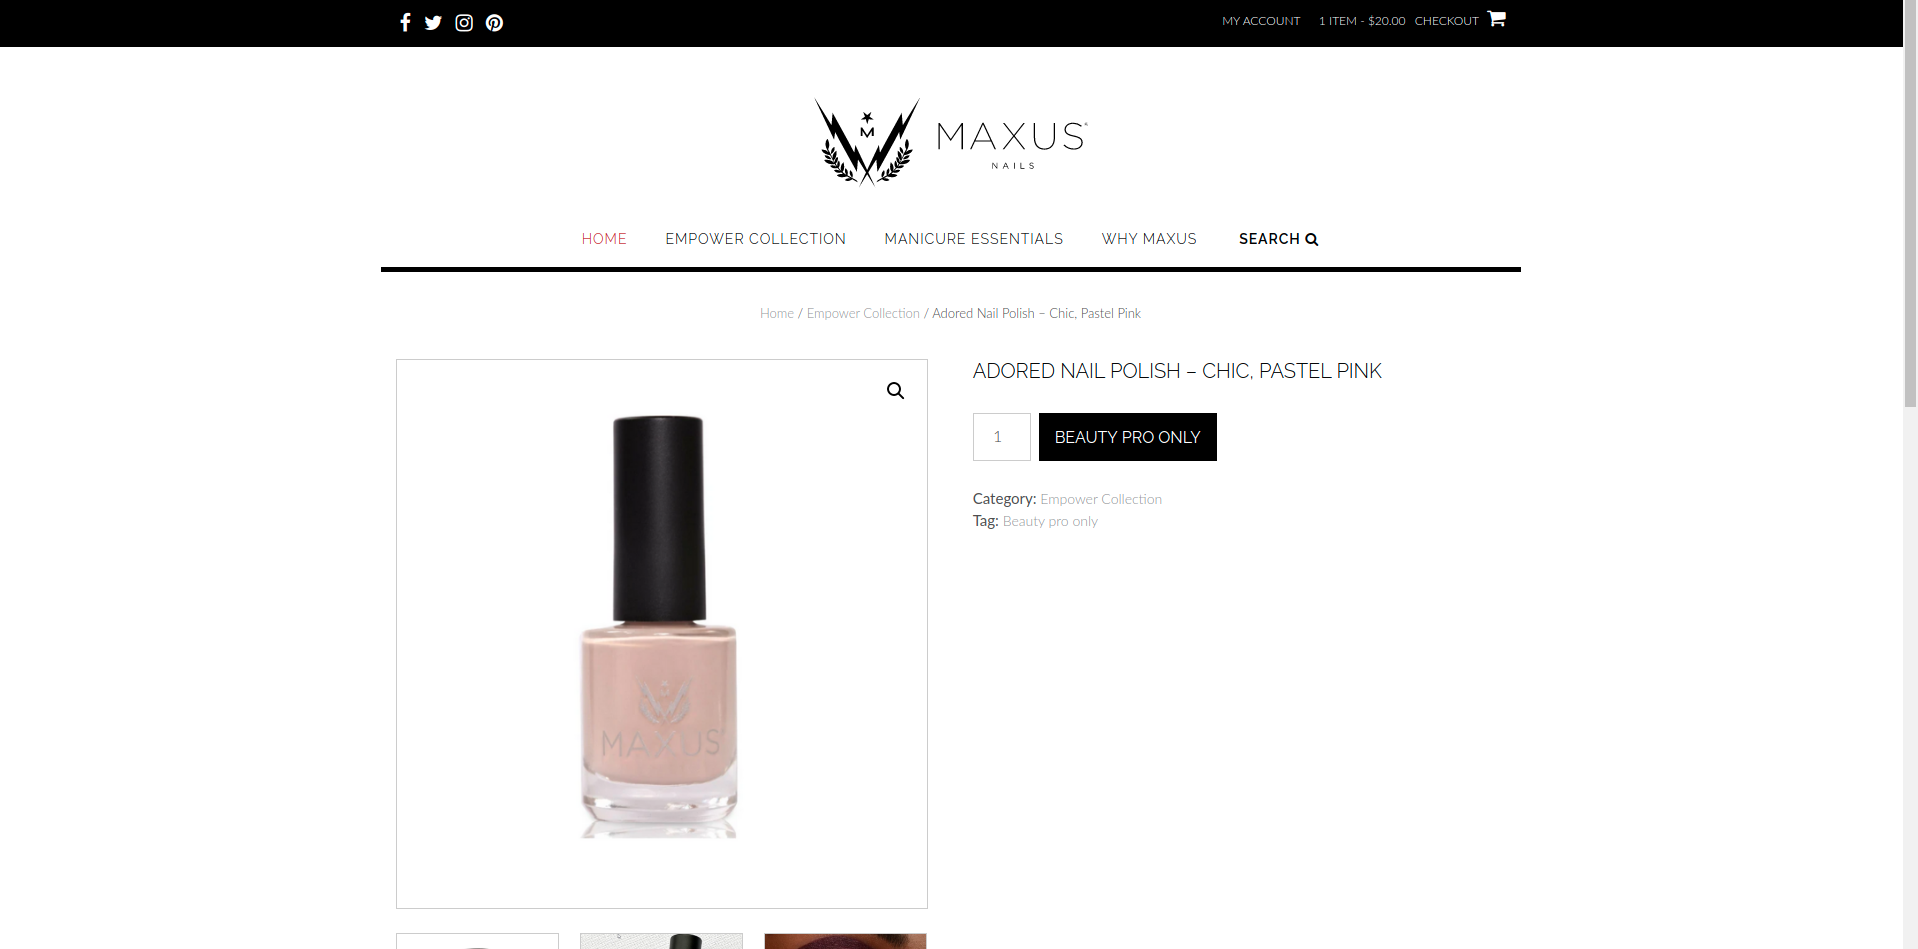 MY ACCOUNT 1 ITEM - $20.00 CHECKOUT
M
MAXUS
NAILS
HOME EMPOWER COLLECTION MANICURE ESSENTIALS WHY MAXUS SEARCH
Home / Empower Collection / Adored Nail Polish – Chic, Pastel Pink
ADORED NAIL POLISH – CHIC, PASTEL PINK
1 BEAUTY PRO ONLY
Category: Empower Collection
Tag: Beauty pro only
MAXUS